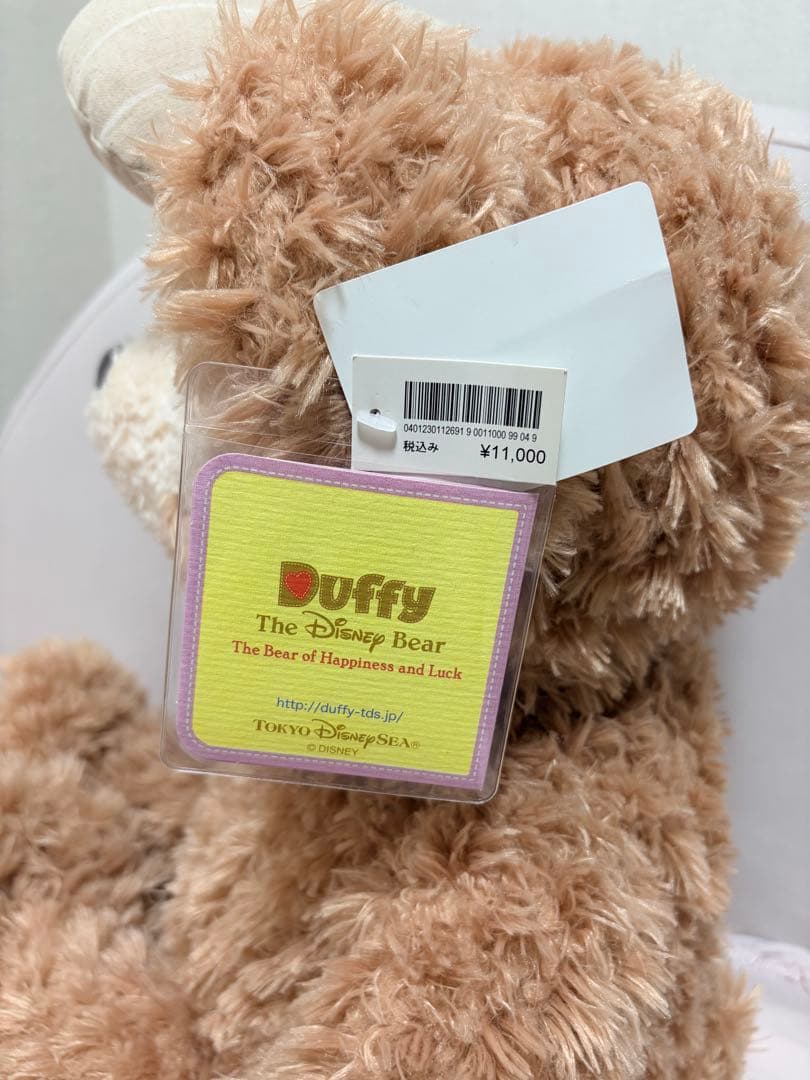 0401230112691 9 0011000 99 04 9
税込み ¥11,000
Duffy
The Disney Bear
The Bear of Happiness and Luck
http://duffy-tds.jp/
TOKYO DISNEYSEA®
© DISNEY